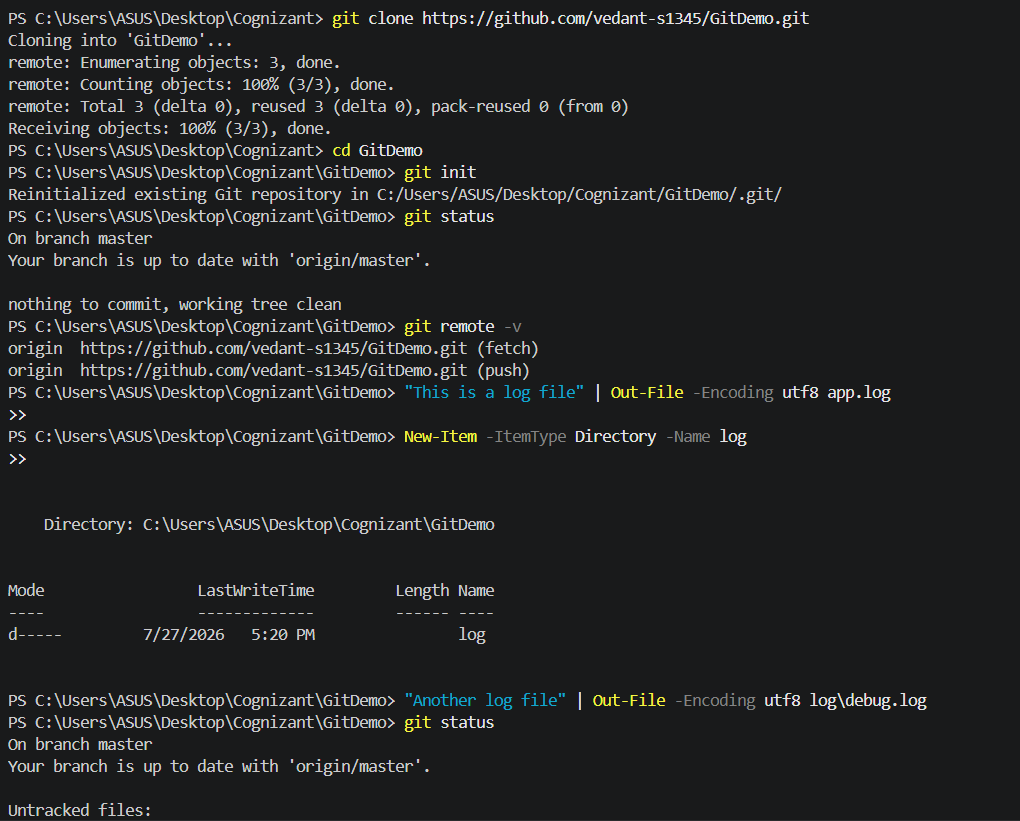 PS C:\Users\ASUS\Desktop\Cognizant> git clone https://github.com/vedant-s1345/GitDemo.git
Cloning into 'GitDemo'...
remote: Enumerating objects: 3, done.
remote: Counting objects: 100% (3/3), done.
remote: Total 3 (delta 0), reused 3 (delta 0), pack-reused 0 (from 0)
Receiving objects: 100% (3/3), done.
PS C:\Users\ASUS\Desktop\Cognizant> cd GitDemo
PS C:\Users\ASUS\Desktop\Cognizant\GitDemo> git init
Reinitialized existing Git repository in C:/Users/ASUS/Desktop/Cognizant/GitDemo/.git/
PS C:\Users\ASUS\Desktop\Cognizant\GitDemo> git status
On branch master
Your branch is up to date with 'origin/master'.

nothing to commit, working tree clean
PS C:\Users\ASUS\Desktop\Cognizant\GitDemo> git remote -v
origin  https://github.com/vedant-s1345/GitDemo.git (fetch)
origin  https://github.com/vedant-s1345/GitDemo.git (push)
PS C:\Users\ASUS\Desktop\Cognizant\GitDemo> "This is a log file" | Out-File -Encoding utf8 app.log
>>
PS C:\Users\ASUS\Desktop\Cognizant\GitDemo> New-Item -ItemType Directory -Name log
>>

    Directory: C:\Users\ASUS\Desktop\Cognizant\GitDemo

Mode                 LastWriteTime         Length Name
----                 -------------         ------ ----
d-----         7/27/2026   5:20 PM                log

PS C:\Users\ASUS\Desktop\Cognizant\GitDemo> "Another log file" | Out-File -Encoding utf8 log\debug.log
PS C:\Users\ASUS\Desktop\Cognizant\GitDemo> git status
On branch master
Your branch is up to date with 'origin/master'.

Untracked files: